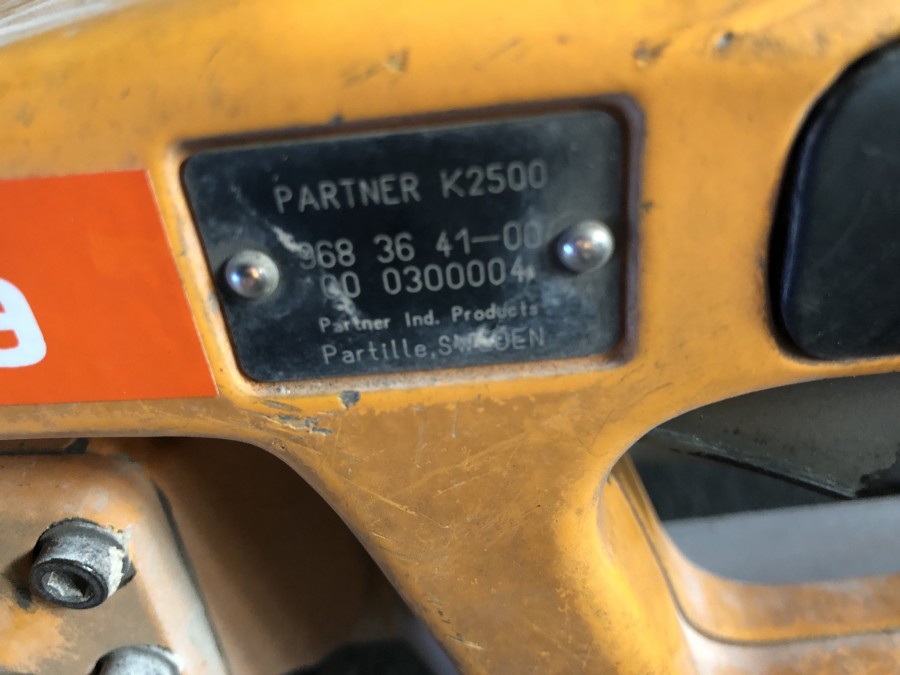 PARTNER K2500
968 36 41-00
00 0300004
Partner Ind. Products
Partille, SWEDEN